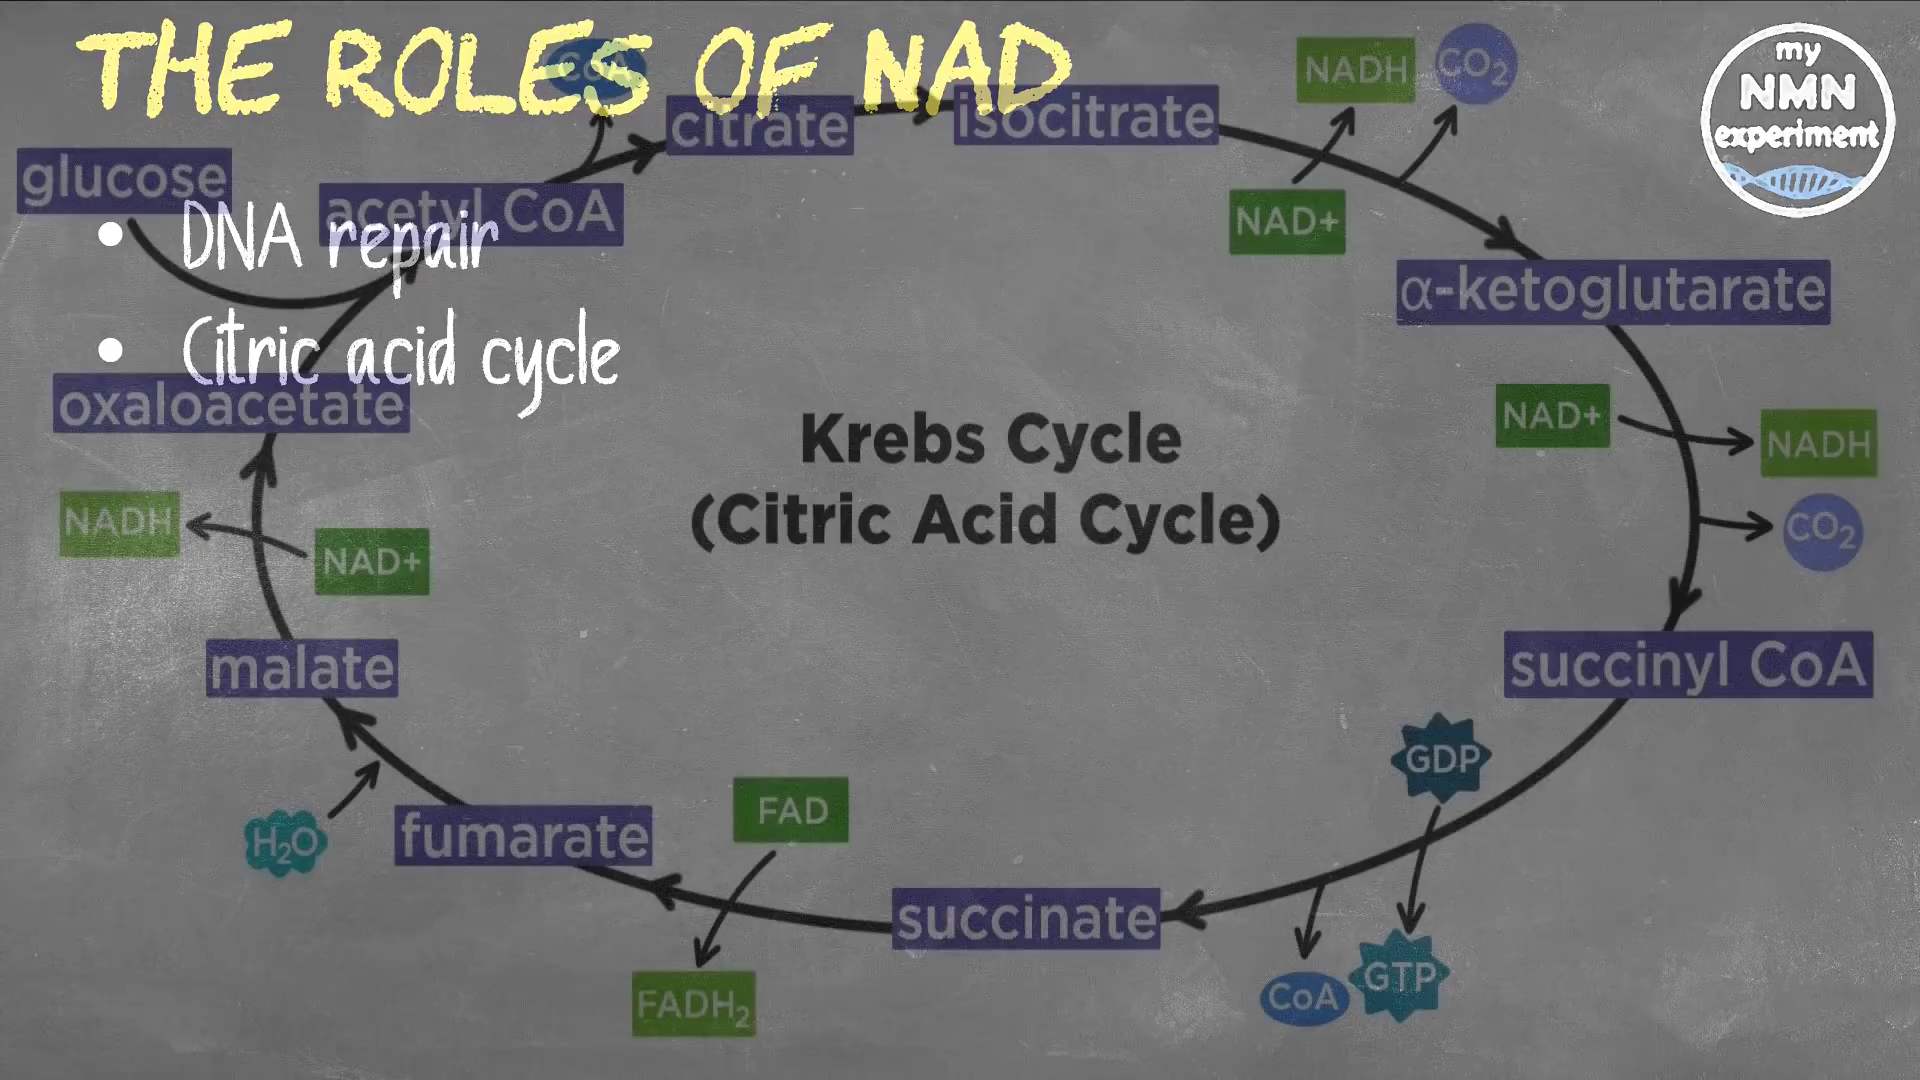 THE ROLES OF NAD
• DNA repair
• Citric acid cycle
my
NMN
experiment
glucose
acetyl CoA
CoA
citrate
isocitrate
NADH
CO₂
NAD+
α-ketoglutarate
NAD+
NADH
CO₂
succinyl CoA
GDP
GTP
CoA
succinate
FAD
FADH₂
fumarate
H₂O
malate
NAD+
NADH
oxaloacetate
Krebs Cycle
(Citric Acid Cycle)